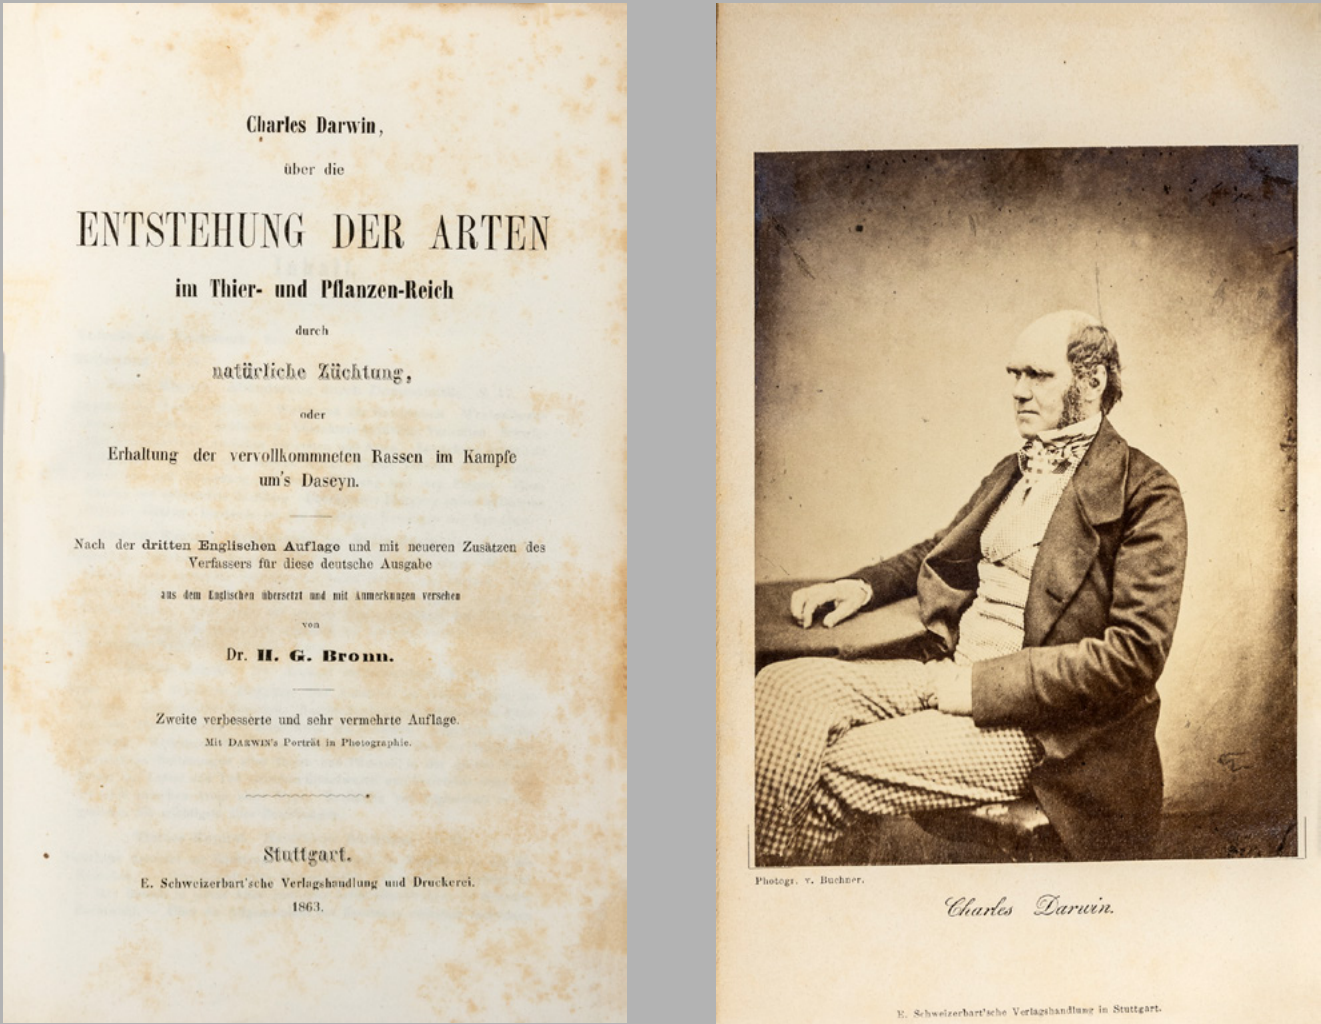 Charles Darwin,
über die
ENTSTEHUNG DER ARTEN
im Thier- und Pflanzen-Reich
durch
natürliche Züchtung,
oder
Erhaltung der vervollkommneten Rassen im Kampfe
um's Daseyn.
Nach der dritten Englischen Auflage und mit neueren Zusätzen des
Verfassers für diese deutsche Ausgabe
aus dem Englischen übersetzt und mit Anmerkungen versehen
von
Dr. H. G. Bronn.
Zweite verbesserte und sehr vermehrte Auflage.
Mit DARWIN's Porträt in Photographie.
Stuttgart.
E. Schweizerbart'sche Verlagshandlung und Druckerei.
1863.
Photogr. v. Buchner.
Charles Darwin.
E. Schweizerbart'sche Verlagshandlung in Stuttgart.